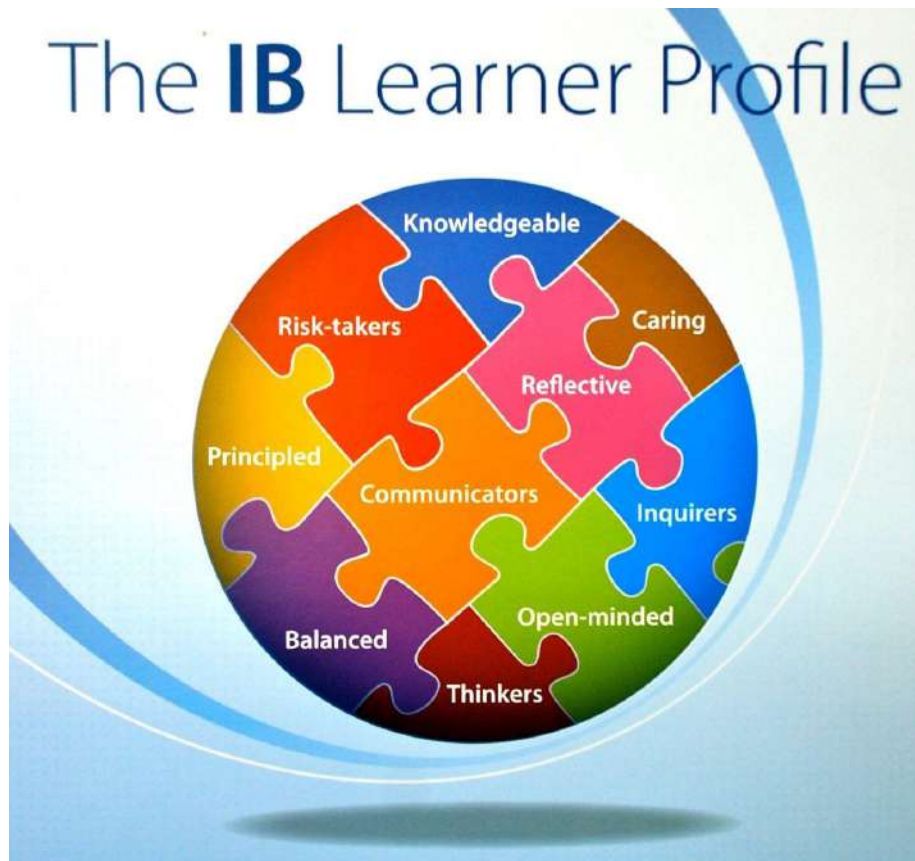 The IB Learner Profile
Knowledgeable
Caring
Risk-takers
Reflective
Principled
Communicators
Inquirers
Open-minded
Balanced
Thinkers